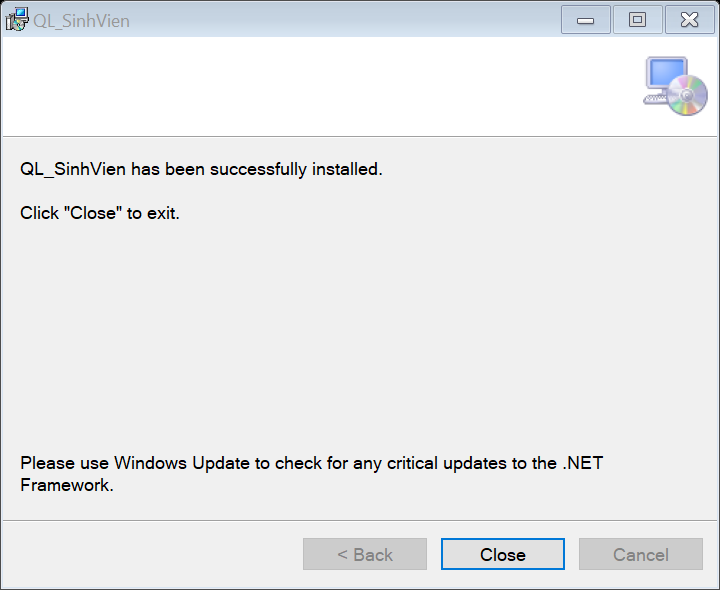 QL_SinhVien
QL_SinhVien has been successfully installed.
Click "Close" to exit.
Please use Windows Update to check for any critical updates to the .NET
Framework.
< Back
Close
Cancel